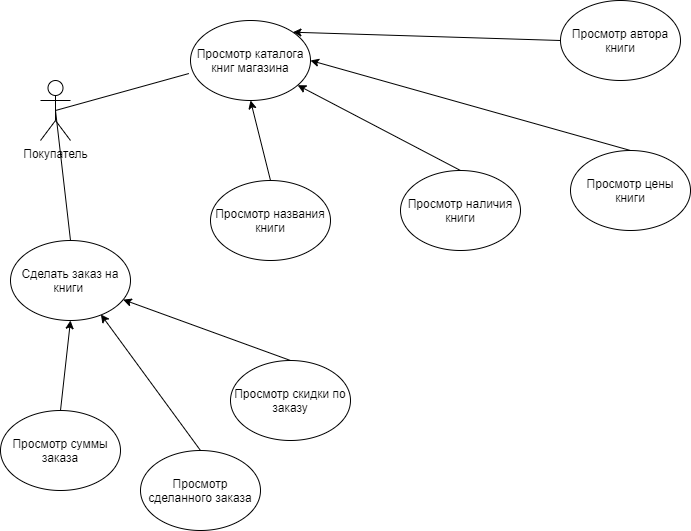 Просмотр автора
книги
Просмотр каталога
книг магазина
Покупатель
Просмотр названия
книги
Просмотр наличия
книги
Просмотр цены
книги
Сделать заказ на
книги
Просмотр скидки по
заказу
Просмотр суммы
заказа
Просмотр
сделанного заказа